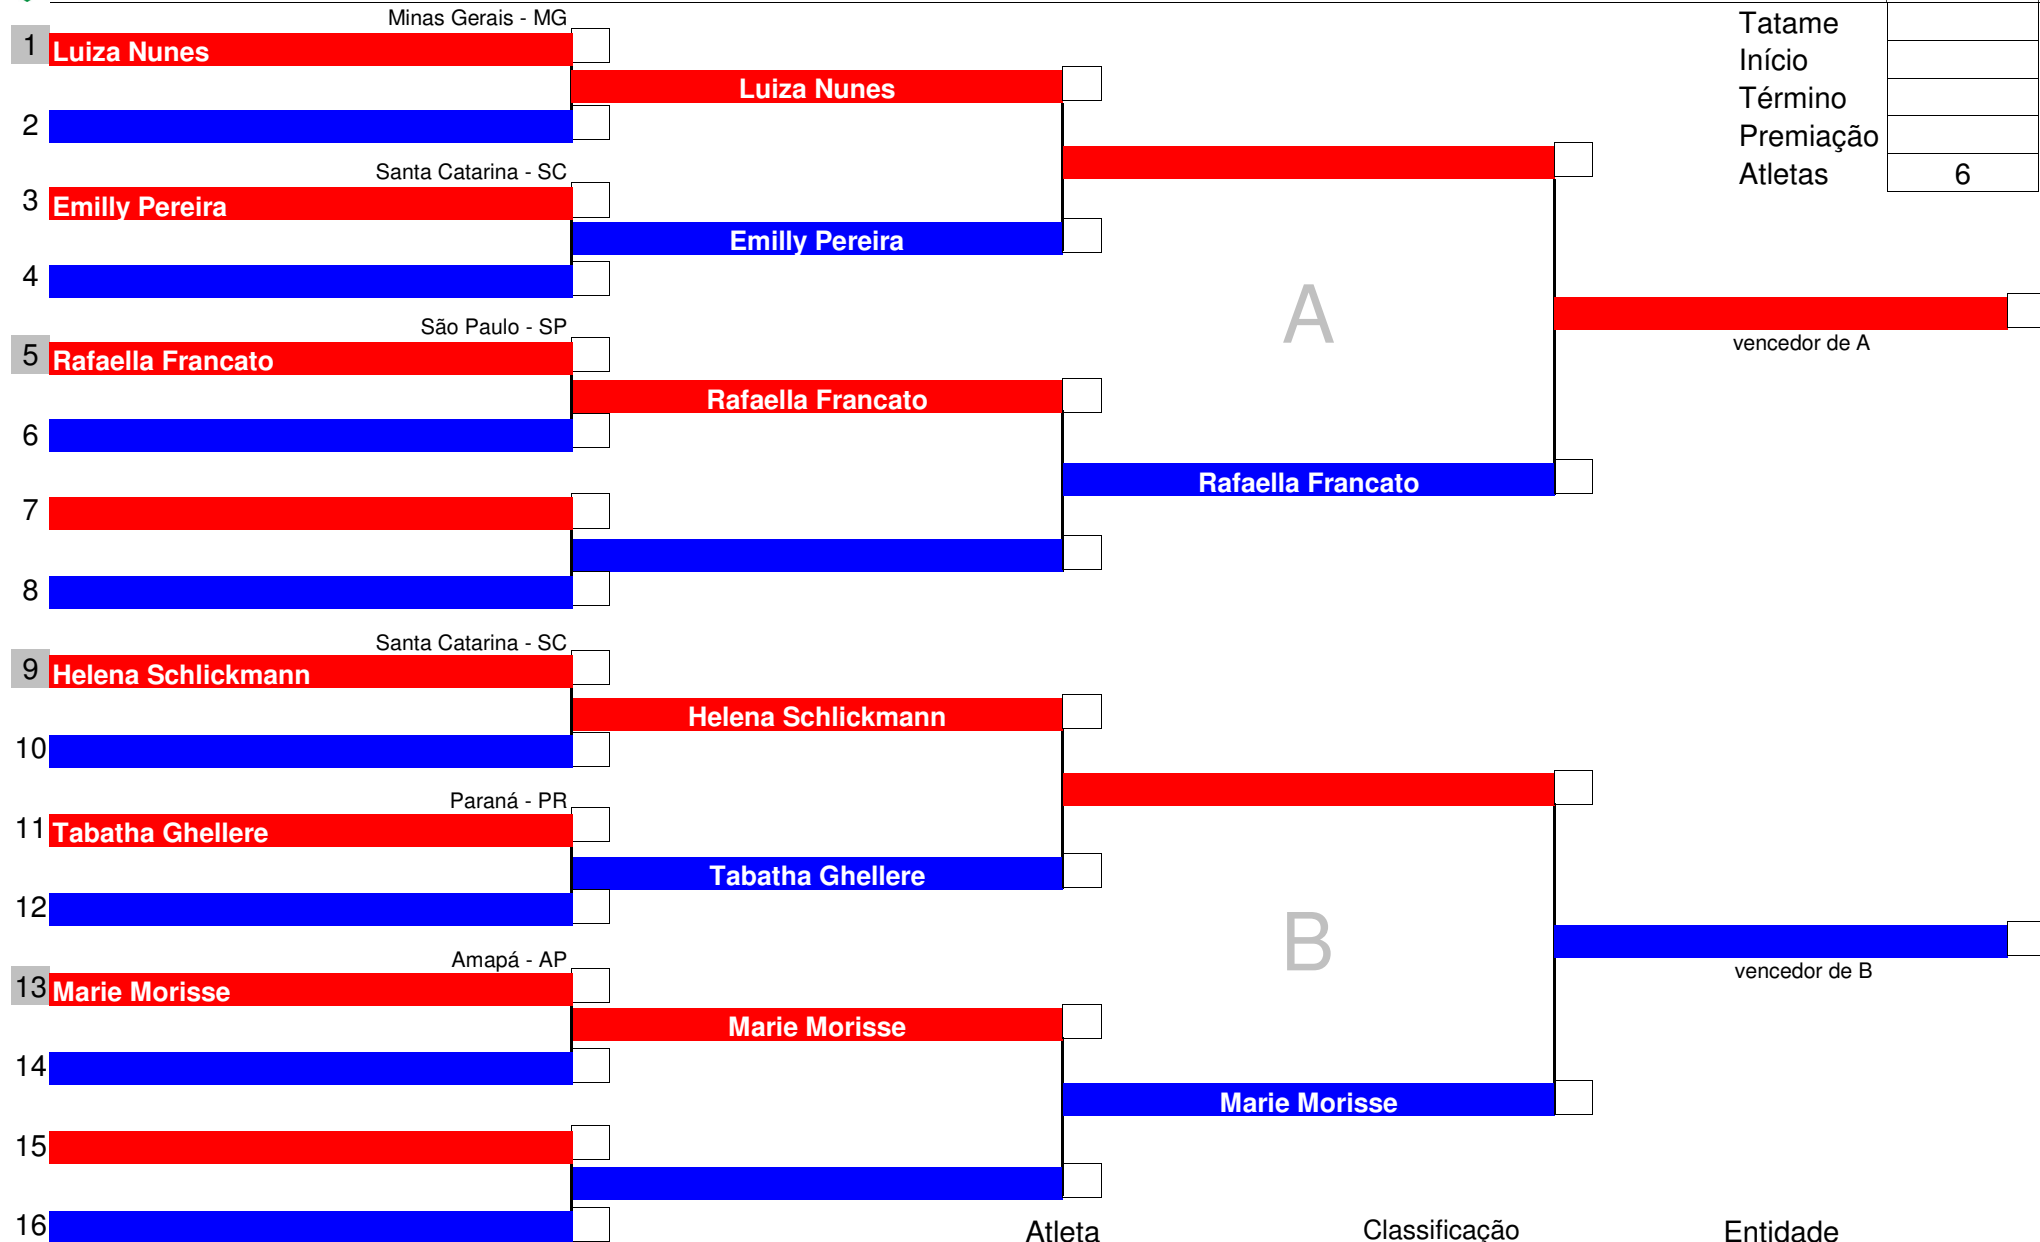 Minas Gerais - MG
1 Luiza Nunes
Luiza Nunes
2
Santa Catarina - SC
3 Emilly Pereira
Emilly Pereira
4
São Paulo - SP
5 Rafaella Francato
Rafaella Francato
6
Rafaella Francato
7
8
Santa Catarina - SC
9 Helena Schlickmann
Helena Schlickmann
10
Paraná - PR
11 Tabatha Ghellere
Tabatha Ghellere
12
Amapá - AP
13 Marie Morisse
Marie Morisse
14
Marie Morisse
15
16
A
vencedor de A
B
vencedor de B
Tatame
Início
Término
Premiação
Atletas 6
Atleta Classificação Entidade